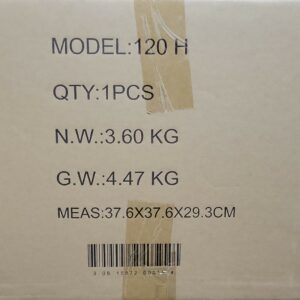 MODEL:120 H
QTY:1PCS
N.W.:3.60 KG
G.W.:4.47 KG
MEAS:37.6X37.6X29.3CM